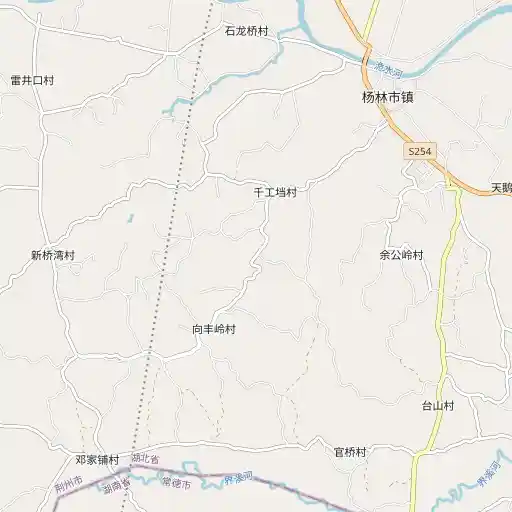 石龙桥村
洈水河
雷井口村
杨林市镇
S254
千工垱村
天鹅
新桥湾村
余公岭村
向丰岭村
台山村
官桥村
邓家铺村
湖北省
荆州市
湖南省
常德市
界溪河
界溪河